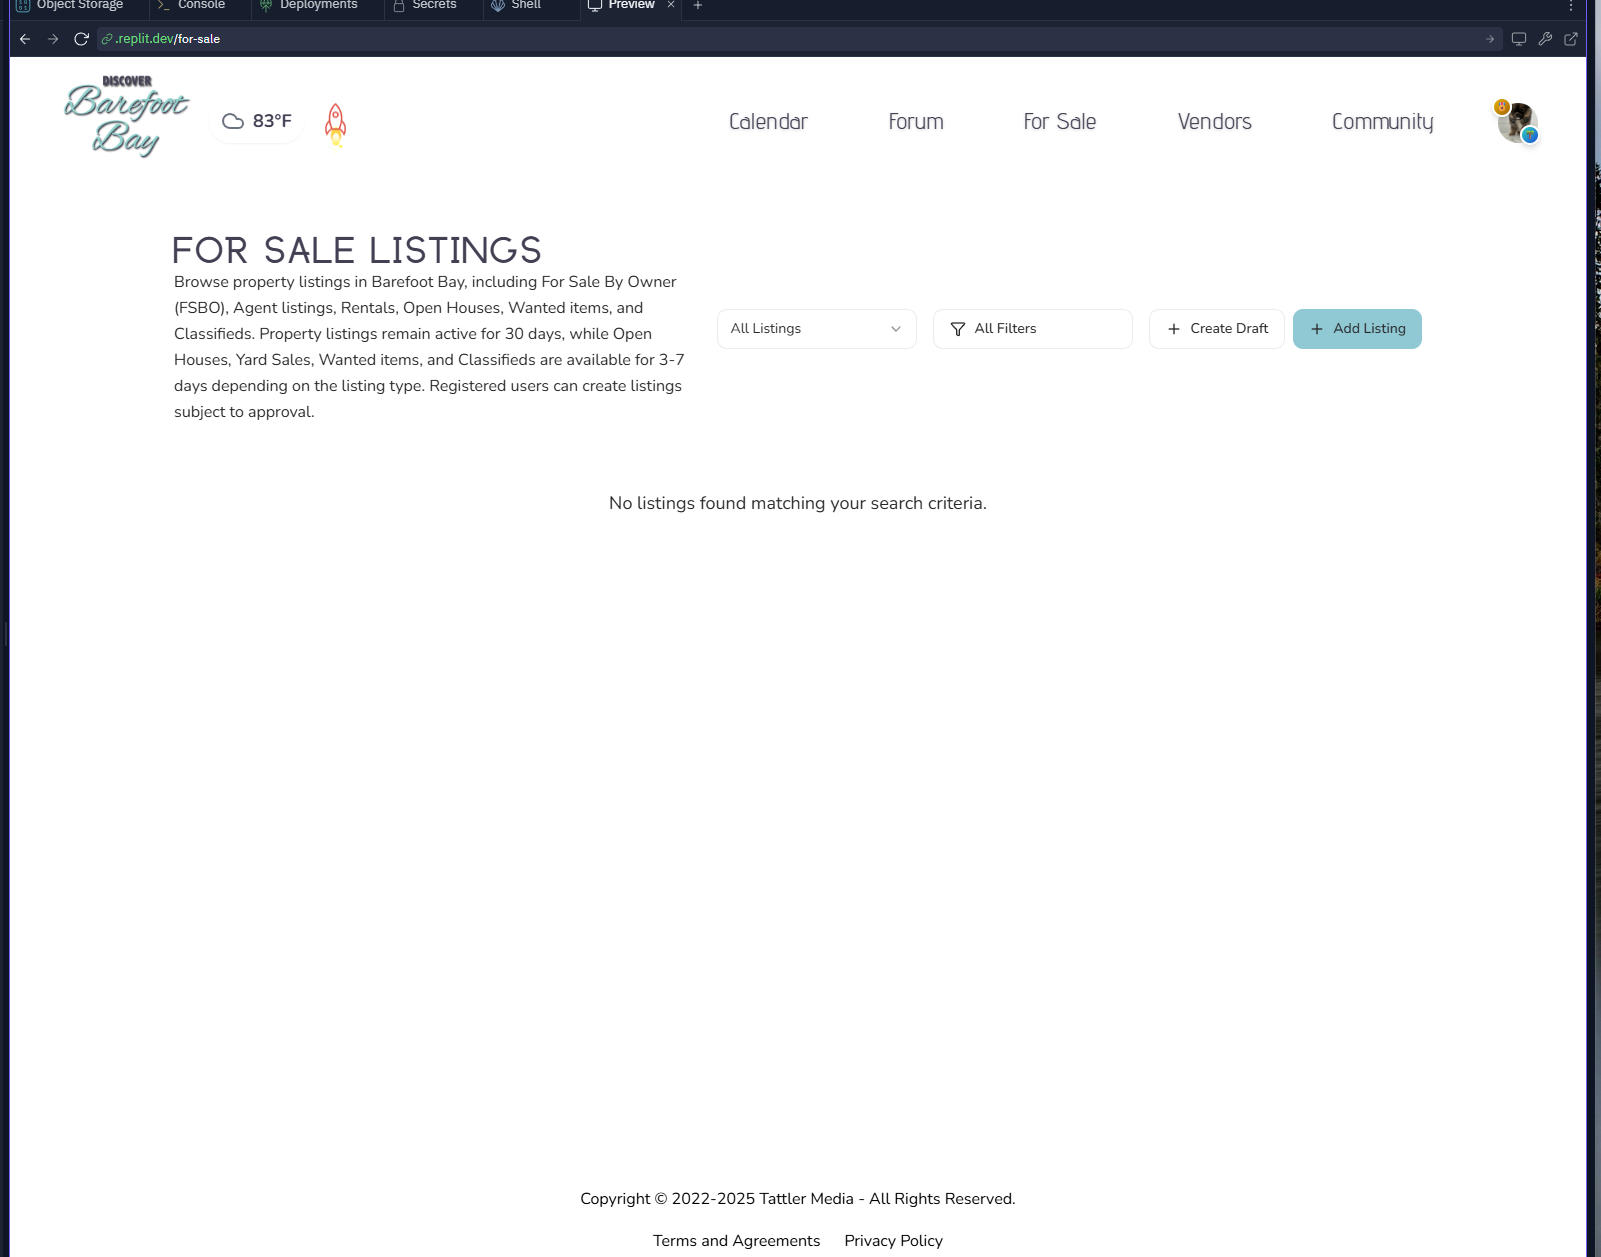 Object Storage
Console
Deployments
Secrets
Shell
Preview
.replit.dev/for-sale
DISCOVER
Barefoot
Bay
83°F
Calendar
Forum
For Sale
Vendors
Community
FOR SALE LISTINGS
Browse property listings in Barefoot Bay, including For Sale By Owner
(FSBO), Agent listings, Rentals, Open Houses, Wanted items, and
Classifieds. Property listings remain active for 30 days, while Open
Houses, Yard Sales, Wanted items, and Classifieds are available for 3-7
days depending on the listing type. Registered users can create listings
subject to approval.
All Listings
All Filters
Create Draft
Add Listing
No listings found matching your search criteria.
Copyright © 2022-2025 Tattler Media - All Rights Reserved.
Terms and Agreements
Privacy Policy